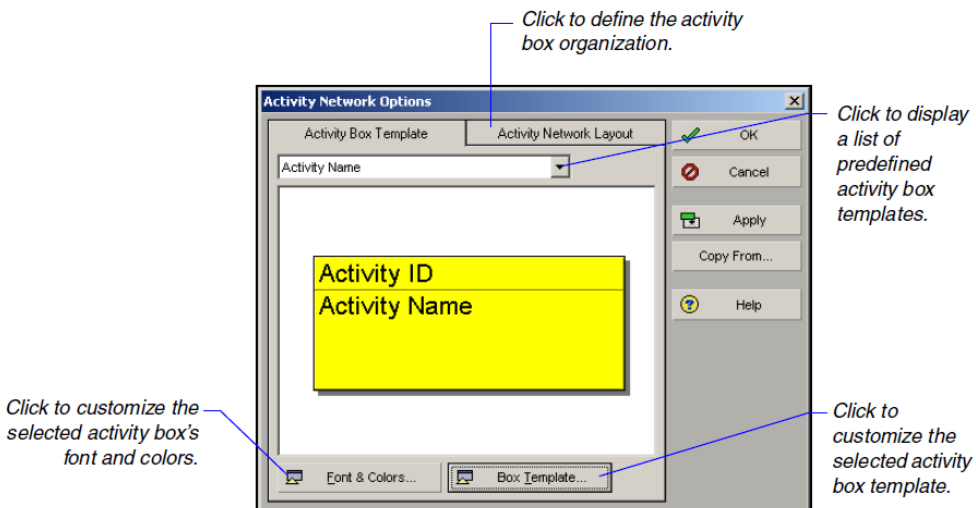 Click to define the activity
box organization.
Activity Network Options
Activity Box Template
Activity Network Layout
OK
Click to display
a list of
predefined
activity box
templates.
Activity Name
Cancel
Apply
Copy From...
Help
Activity ID
Activity Name
Click to customize the
selected activity box's
font and colors.
Font & Colors...
Box Template...
Click to
customize the
selected activity
box template.